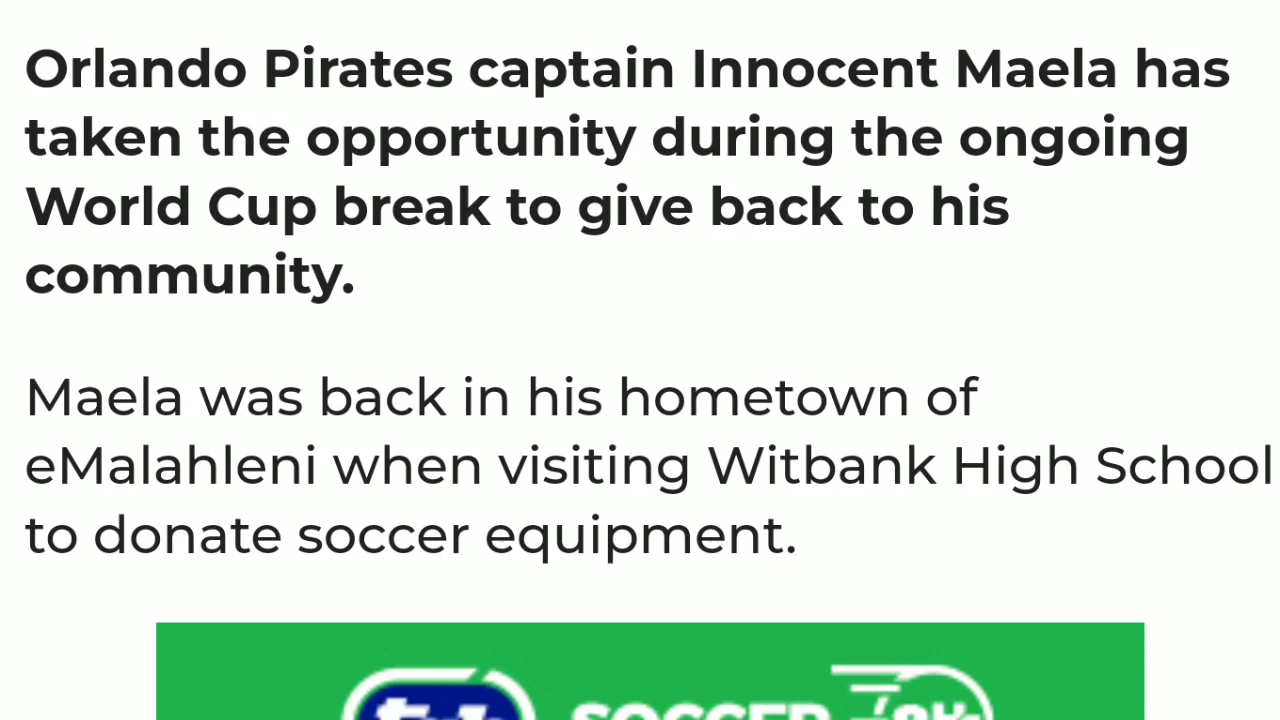 Orlando Pirates captain Innocent Maela has
taken the opportunity during the ongoing
World Cup break to give back to his
community.
Maela was back in his hometown of
eMalahleni when visiting Witbank High School
to donate soccer equipment.
SOCCER